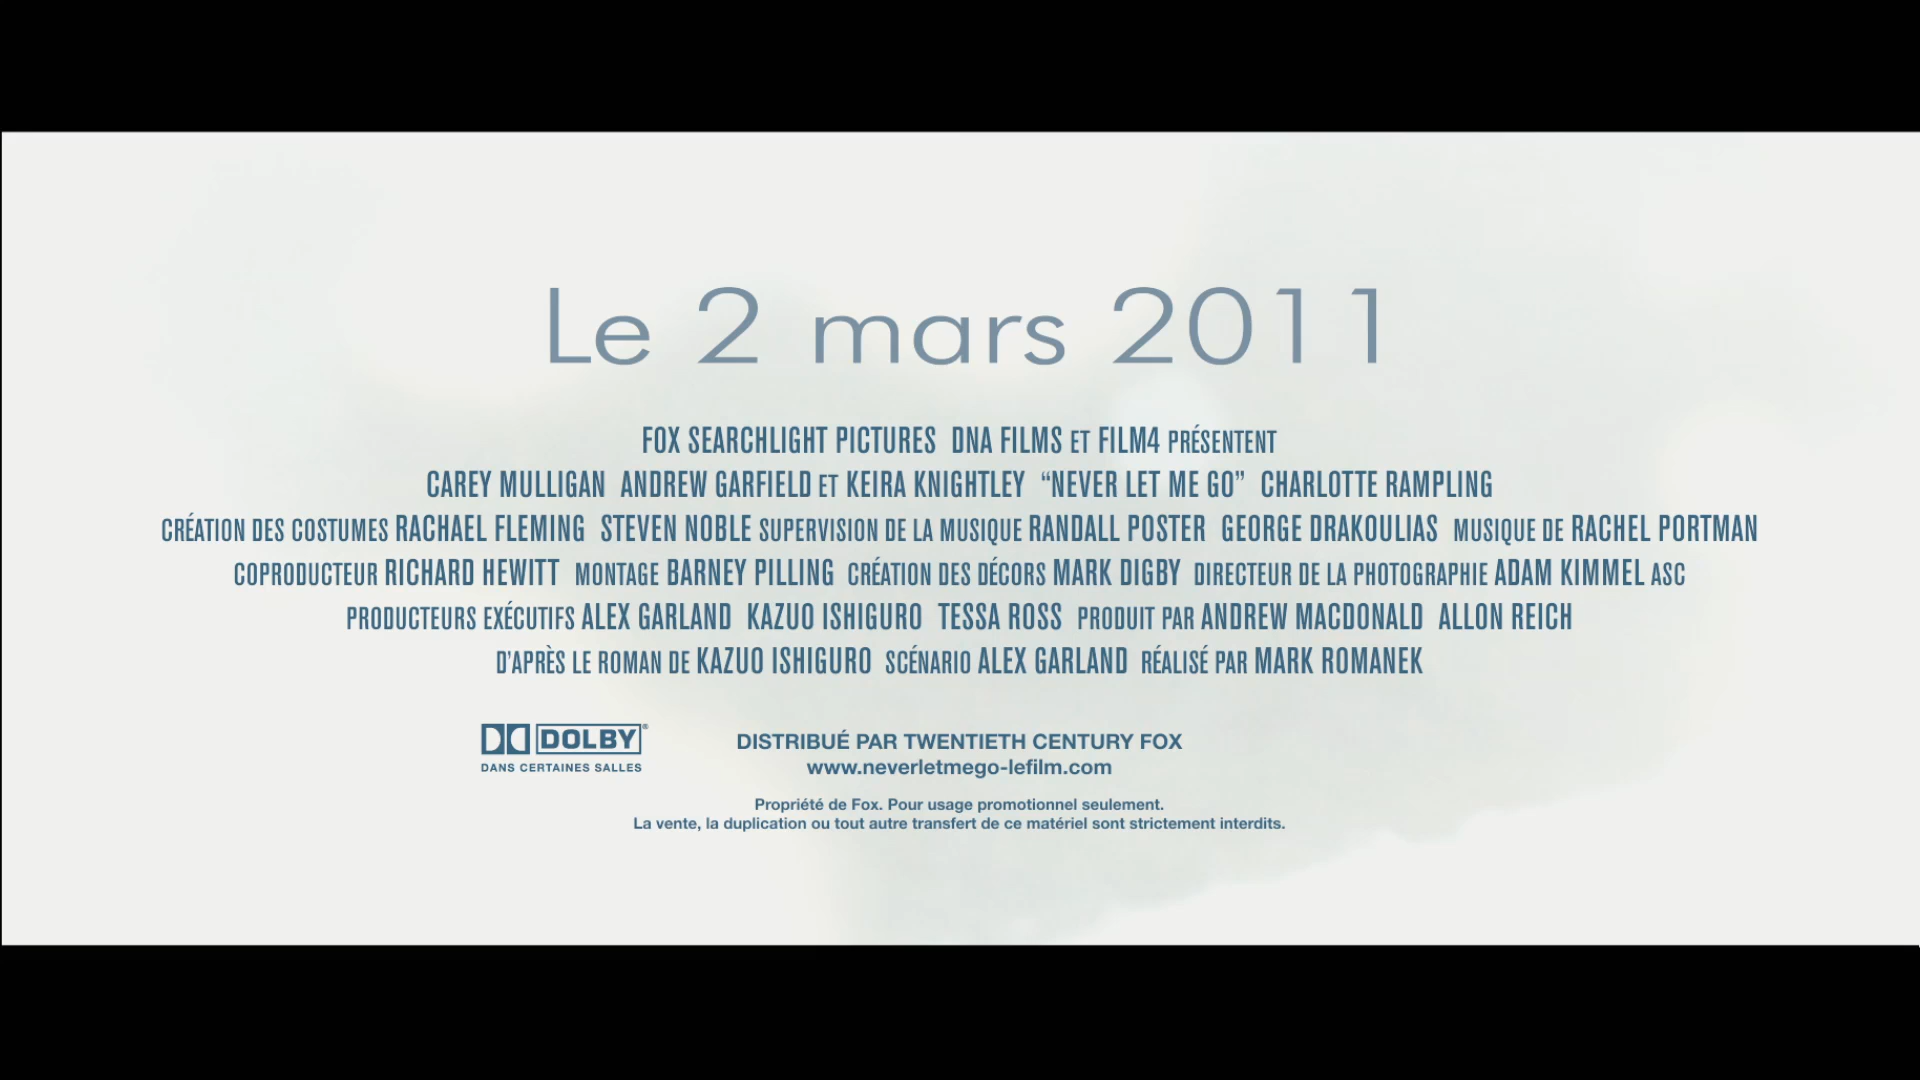 Le 2 mars 2011
FOX SEARCHLIGHT PICTURES DNA FILMS ET FILM4 PRÉSENTENT
CAREY MULLIGAN ANDREW GARFIELD ET KEIRA KNIGHTLEY “NEVER LET ME GO” CHARLOTTE RAMPLING
CRÉATION DES COSTUMES RACHAEL FLEMING STEVEN NOBLE SUPERVISION DE LA MUSIQUE RANDALL POSTER GEORGE DRAKOULIAS MUSIQUE DE RACHEL PORTMAN
COPRODUCTEUR RICHARD HEWITT MONTAGE BARNEY PILLING CRÉATION DES DÉCORS MARK DIGBY DIRECTEUR DE LA PHOTOGRAPHIE ADAM KIMMEL ASC
PRODUCTEURS EXÉCUTIFS ALEX GARLAND KAZUO ISHIGURO TESSA ROSS PRODUIT PAR ANDREW MACDONALD ALLON REICH
D’APRÈS LE ROMAN DE KAZUO ISHIGURO SCÉNARIO ALEX GARLAND RÉALISÉ PAR MARK ROMANEK
DOLBY®
DANS CERTAINES SALLES
DISTRIBUÉ PAR TWENTIETH CENTURY FOX
www.neverletmego-lefilm.com
Propriété de Fox. Pour usage promotionnel seulement.
La vente, la duplication ou tout autre transfert de ce matériel sont strictement interdits.